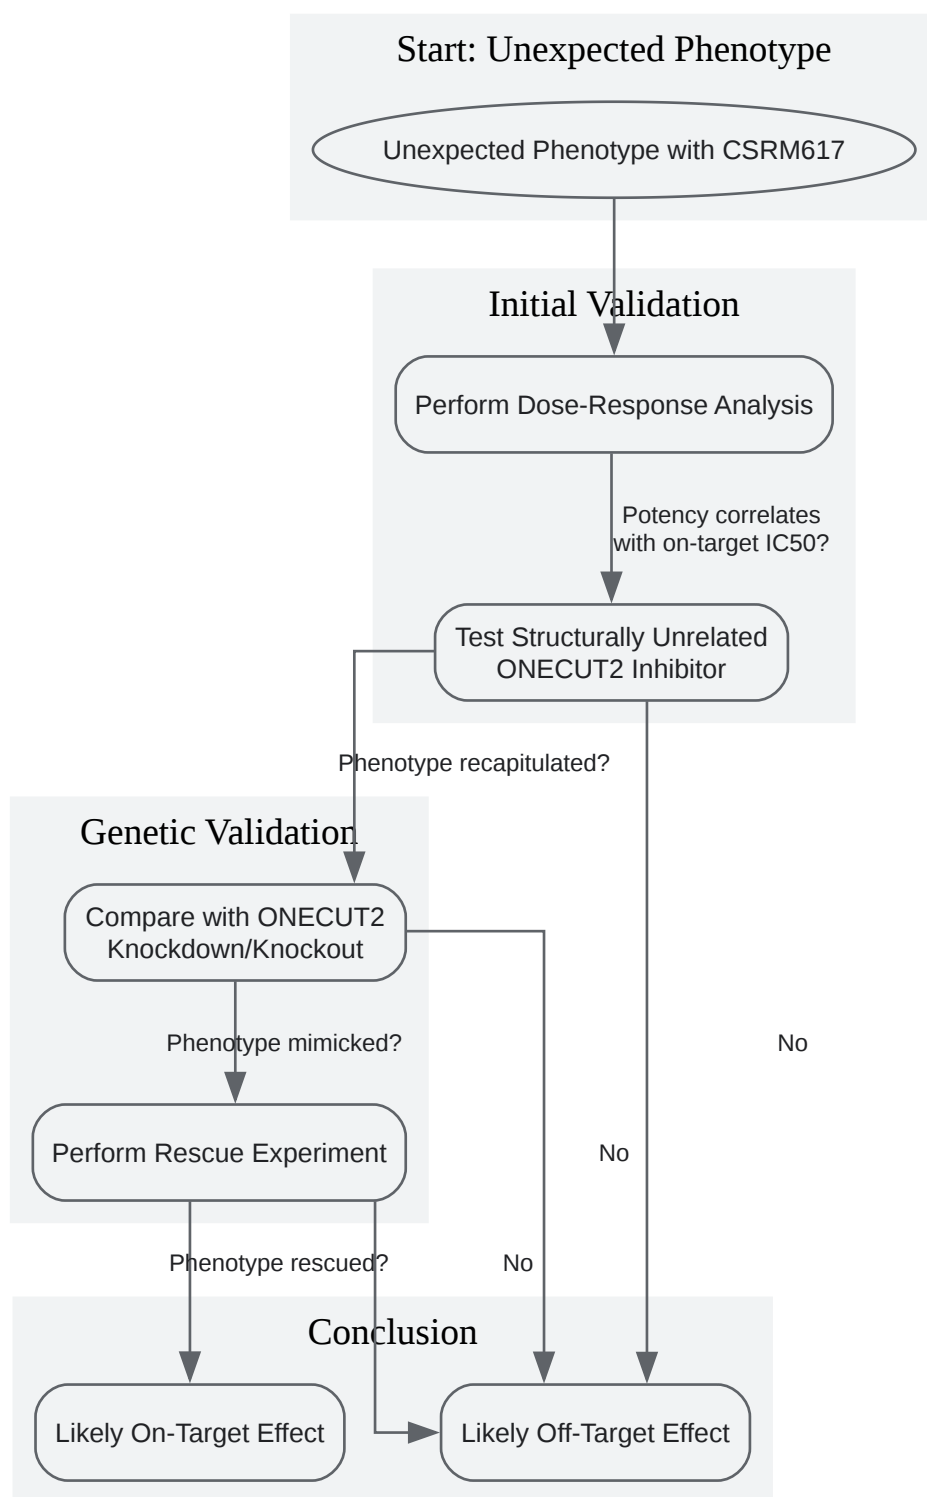 Start: Unexpected Phenotype
Unexpected Phenotype with CSRM617
Initial Validation
Perform Dose-Response Analysis
Potency correlates
with on-target IC50?
Test Structurally Unrelated
ONECUT2 Inhibitor
Phenotype recapitulated?
Genetic Validation
Compare with ONECUT2
Knockdown/Knockout
Phenotype mimicked?
No
Perform Rescue Experiment
No
Phenotype rescued?
No
Conclusion
Likely On-Target Effect
Likely Off-Target Effect